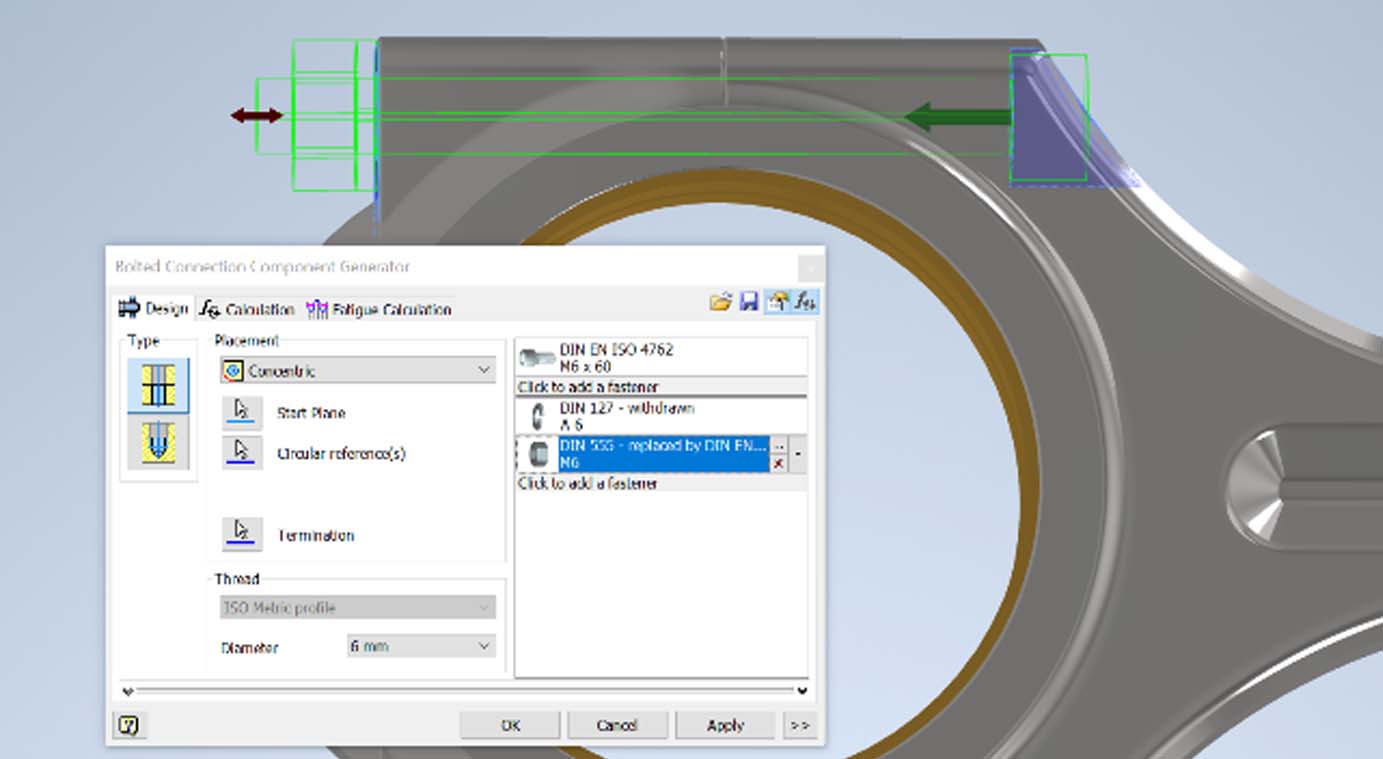 Bolted Connection Component Generator
Design
Calculation
Fatigue Calculation
Type
Placement
Concentric
Start Plane
Circular reference(s)
Termination
Thread
ISO Metric profile
Diameter
6 mm
DIN EN ISO 4762
M6 x 60
Click to add a fastener
DIN 127 - withdrawn
A 6
DIN 555 - replaced by DIN EN...
M6
Click to add a fastener
OK
Cancel
Apply
>>